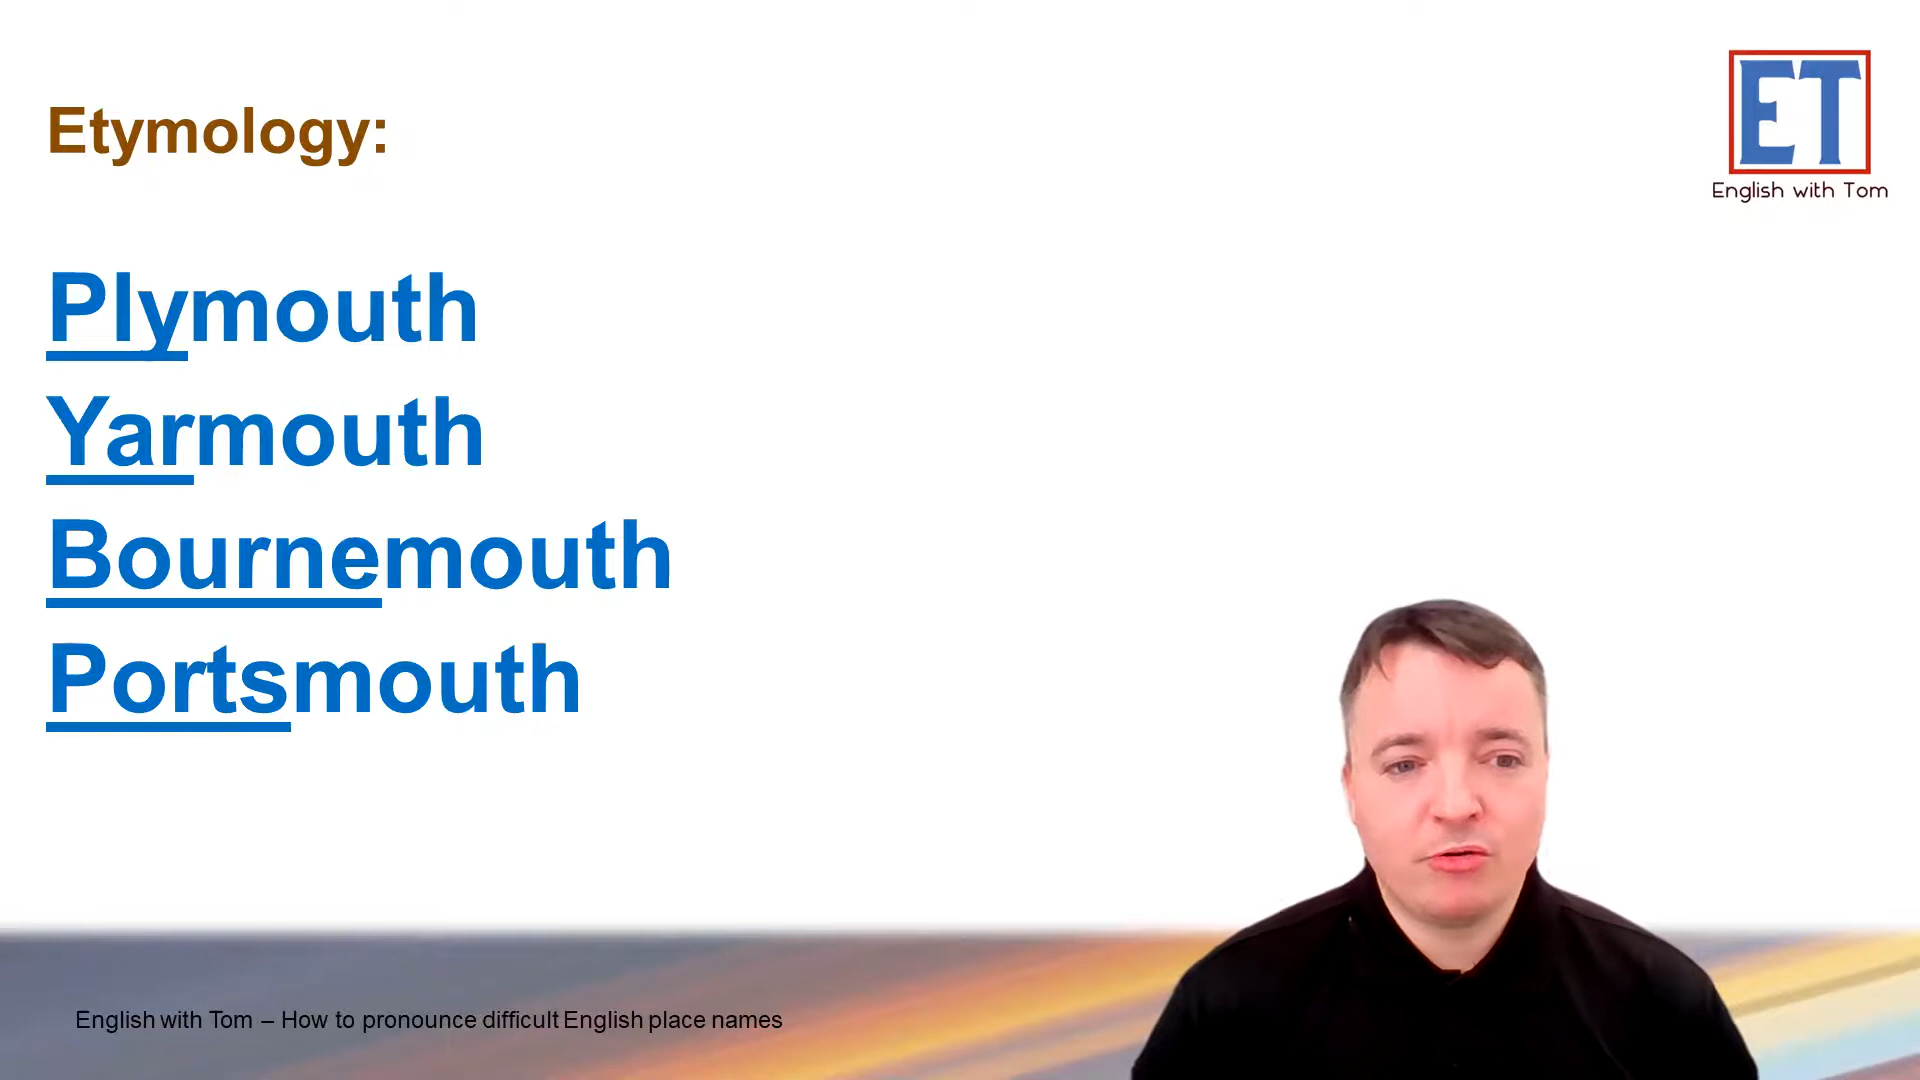 Etymology:
ET
English with Tom
Plymouth
Yarmouth
Bournemouth
Portsmouth
English with Tom – How to pronounce difficult English place names